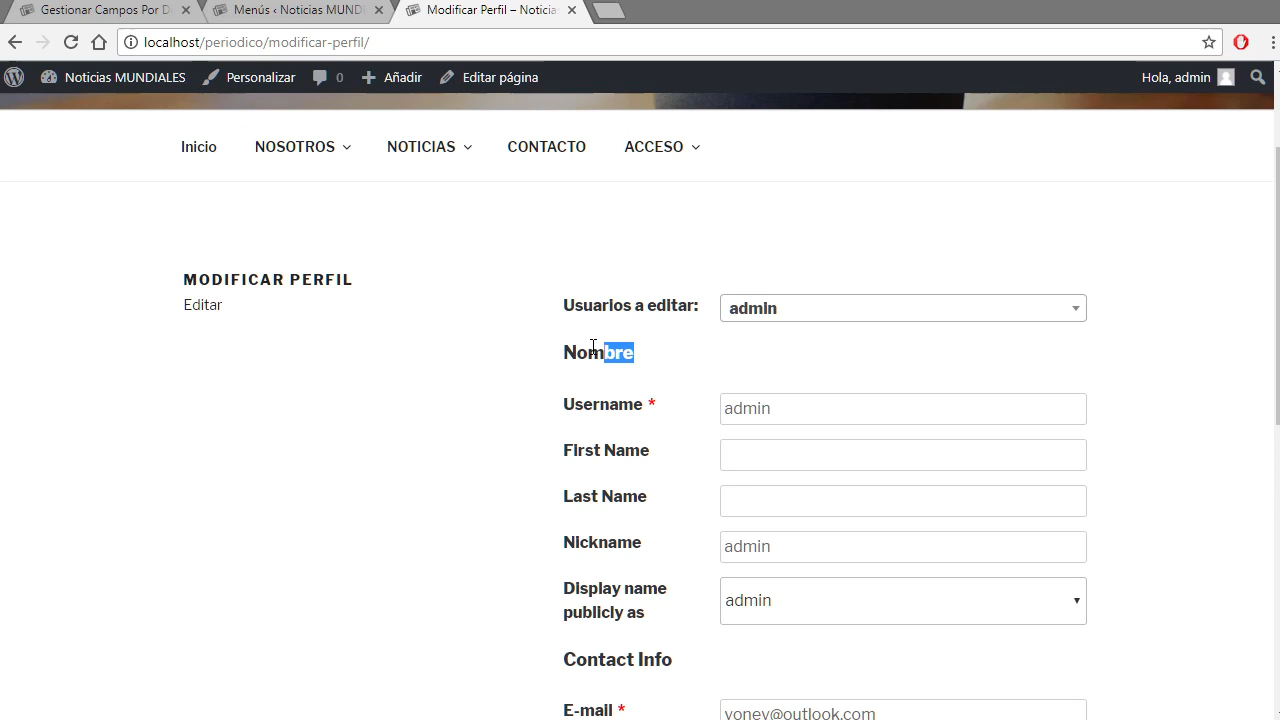 Gestionar Campos Por D
Menús ‹ Noticias MUNDI
Modificar Perfil – Noticia
localhost/periodico/modificar-perfil/
Noticias MUNDIALES
Personalizar
0
Añadir
Editar página
Hola, admin
Inicio
NOSOTROS
NOTICIAS
CONTACTO
ACCESO
MODIFICAR PERFIL
Editar
Usuarios a editar:
admin
Nombre
Username *
admin
First Name
Last Name
Nickname
admin
Display name
publicly as
admin
Contact Info
E-mail *
yoney@outlook.com